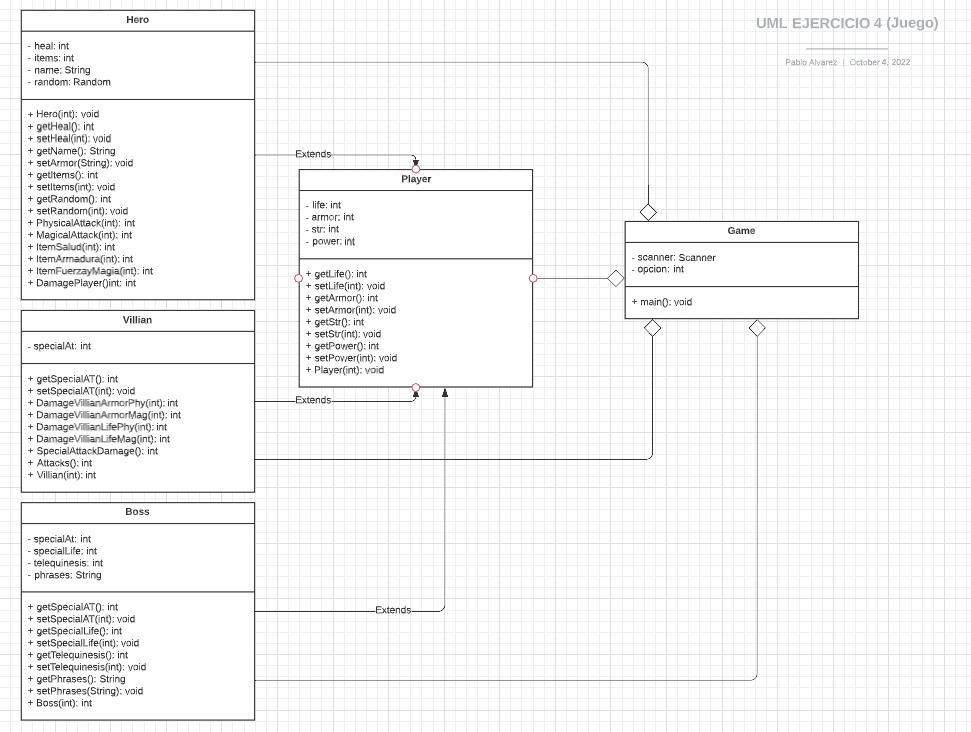 UML EJERCICIO 4 (Juego)
Pablo Alvarez | October 4, 2022
Hero
- heal: int
- items: int
- name: String
- random: Random
+ Hero(int): void
+ getHeal(): int
+ setHeal(int): void
+ getName(): String
+ setArmor(String): void
+ getItems(): int
+ setItems(int): void
+ getRandom(): int
+ setRandom(int): void
+ PhysicalAttack(int): int
+ MagicalAttack(int): int
+ ItemSalud(int): int
+ ItemArmadura(int): int
+ ItemFuerzayMagia(int): int
+ DamagePlayer()int: int
Extends
Player
- life: int
- armor: int
- str: int
- power: int
+ getLife(): int
+ setLife(int): void
+ getArmor(): int
+ setArmor(int): void
+ getStr(): int
+ setStr(int): void
+ getPower(): int
+ setPower(int): void
+ Player(int): void
Game
- scanner: Scanner
- opcion: int
+ main(): void
Villian
- specialAt: int
+ getSpecialAT(): int
+ setSpecialAT(int): void
+ DamageVillianArmorPhy(int): int
+ DamageVillianArmorMag(int): int
+ DamageVillianLifePhy(int): int
+ DamageVillianLifeMag(int): int
+ SpecialAttackDamage(): int
+ Attacks(): int
+ Villian(int): int
Extends
Boss
- specialAt: int
- specialLife: int
- telequinesis: int
- phrases: String
+ getSpecialAT(): int
+ setSpecialAT(int): void
+ getSpecialLife(): int
+ setSpecialLife(int): void
+ getTelequinesis(): int
+ setTelequinesis(int): void
+ getPhrases(): String
+ setPhrases(String): void
+ Boss(int): int
Extends